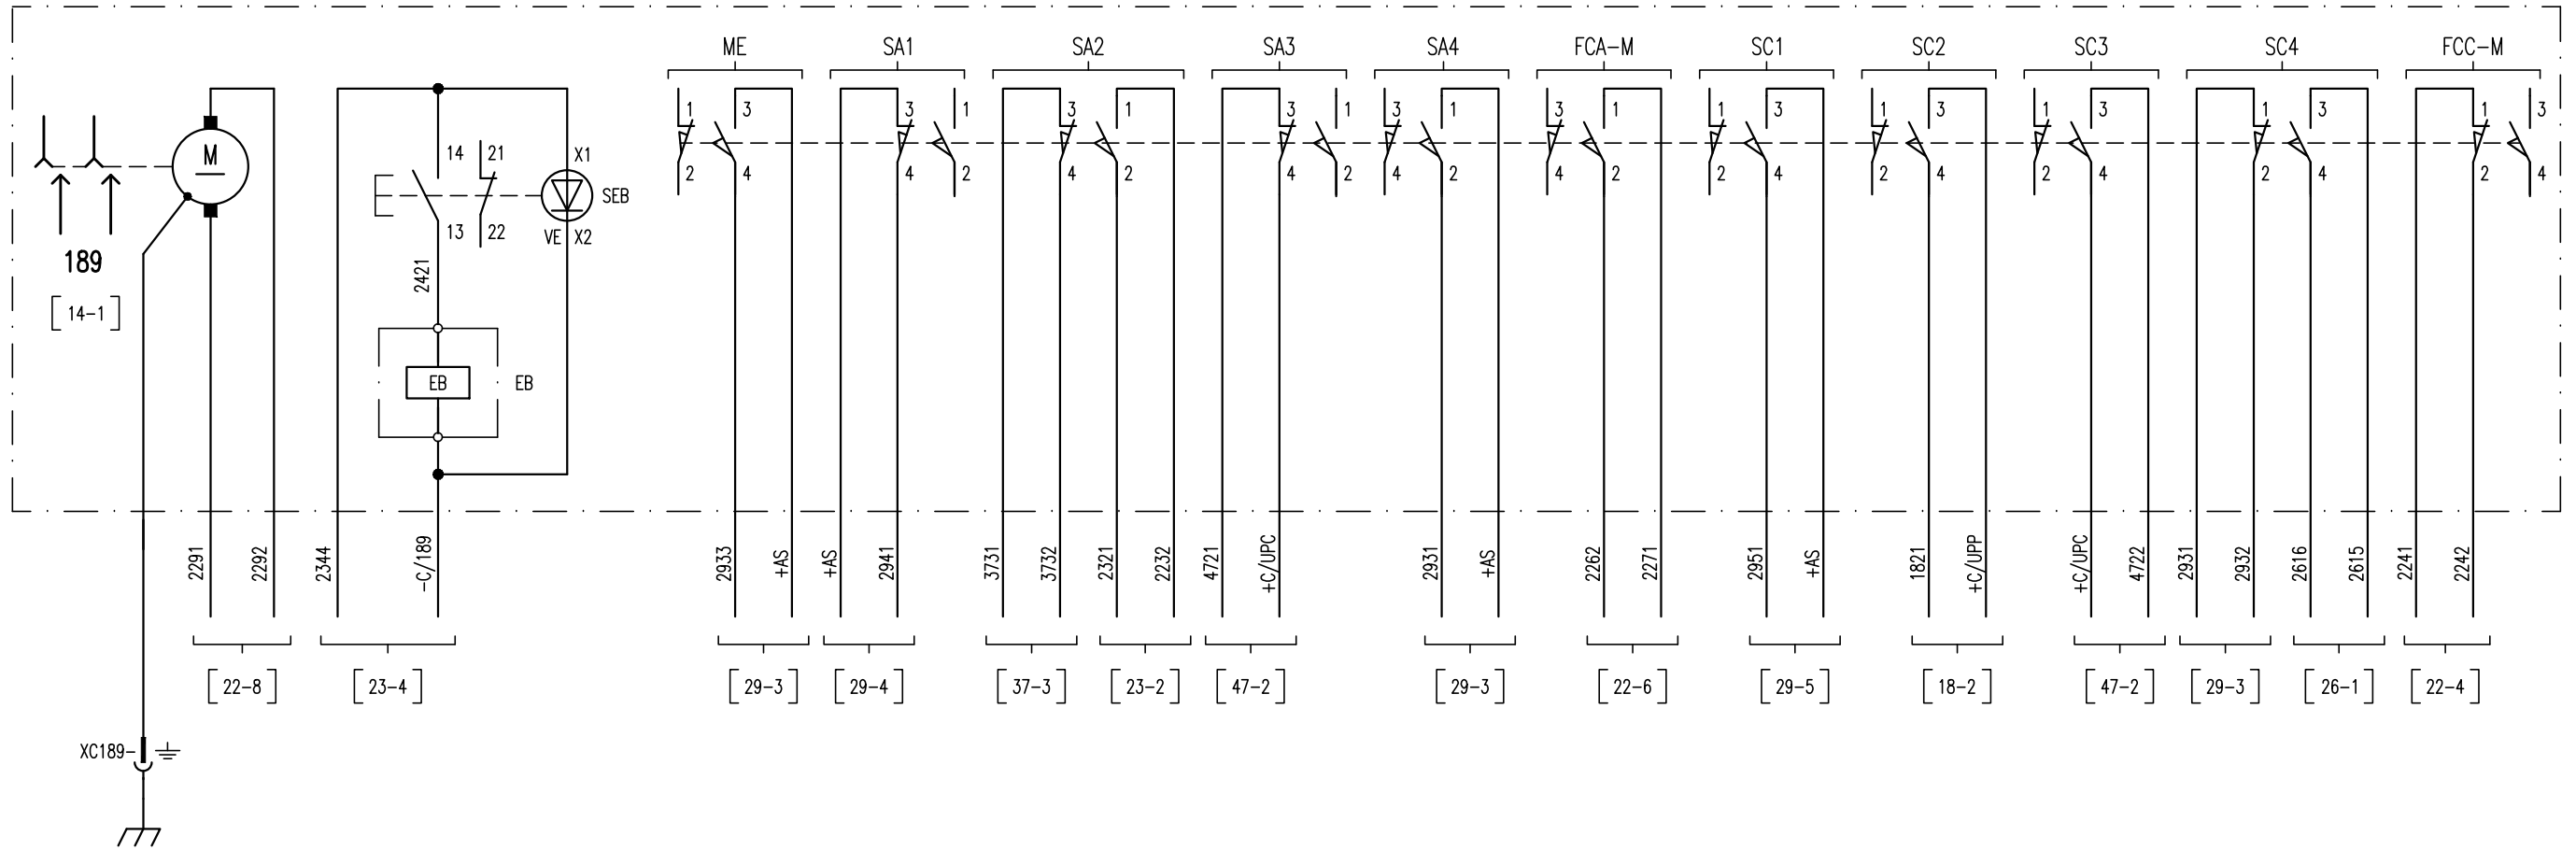 ME SA1 SA2 SA3 SA4 FCA-M SC1 SC2 SC3 SC4 FCC-M
1 3 3 1 3 1 3 1 3 1 3 1 1 3 1 3 1 3 1 3 1 3
2 4 4 2 4 2 4 2 4 2 4 2 2 4 2 4 2 4 2 4 2 4
M
14 21 X1
SEB
13 22 VE X2
189
[14-1]
2421
EB EB
2291 2292 2344 -C/189 2933 +AS +AS 2941 3731 3732 2321 2232 4721 +C/UPC 2931 +AS 2262 2271 2951 +AS 1821 +C/UPP +C/UPC 4722 2931 2932 2616 2615 2241 2242
[22-8] [23-4] [29-3] [29-4] [37-3] [23-2] [47-2] [29-3] [22-6] [29-5] [18-2] [47-2] [29-3] [26-1] [22-4]
XC189-